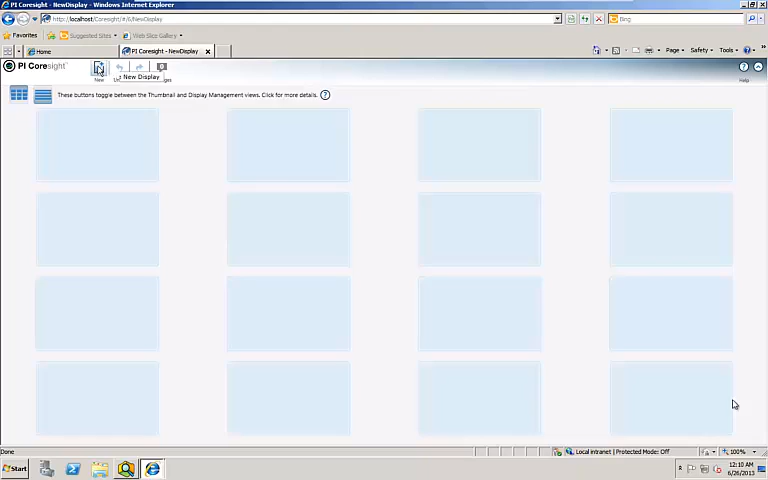 PI Coresight - NewDisplay - Windows Internet Explorer
http://localhost/Coresight/#/6/NewDisplay
Bing
Favorites
Suggested Sites
Web Slice Gallery
Home
PI Coresight - NewDisplay
Page
Safety
Tools
PI Coresight
New
New Display
Help
These buttons toggle between the Thumbnail and Display Management views. Click for more details.
Done
Local intranet | Protected Mode: Off
100%
Start
12:10 AM
6/26/2013